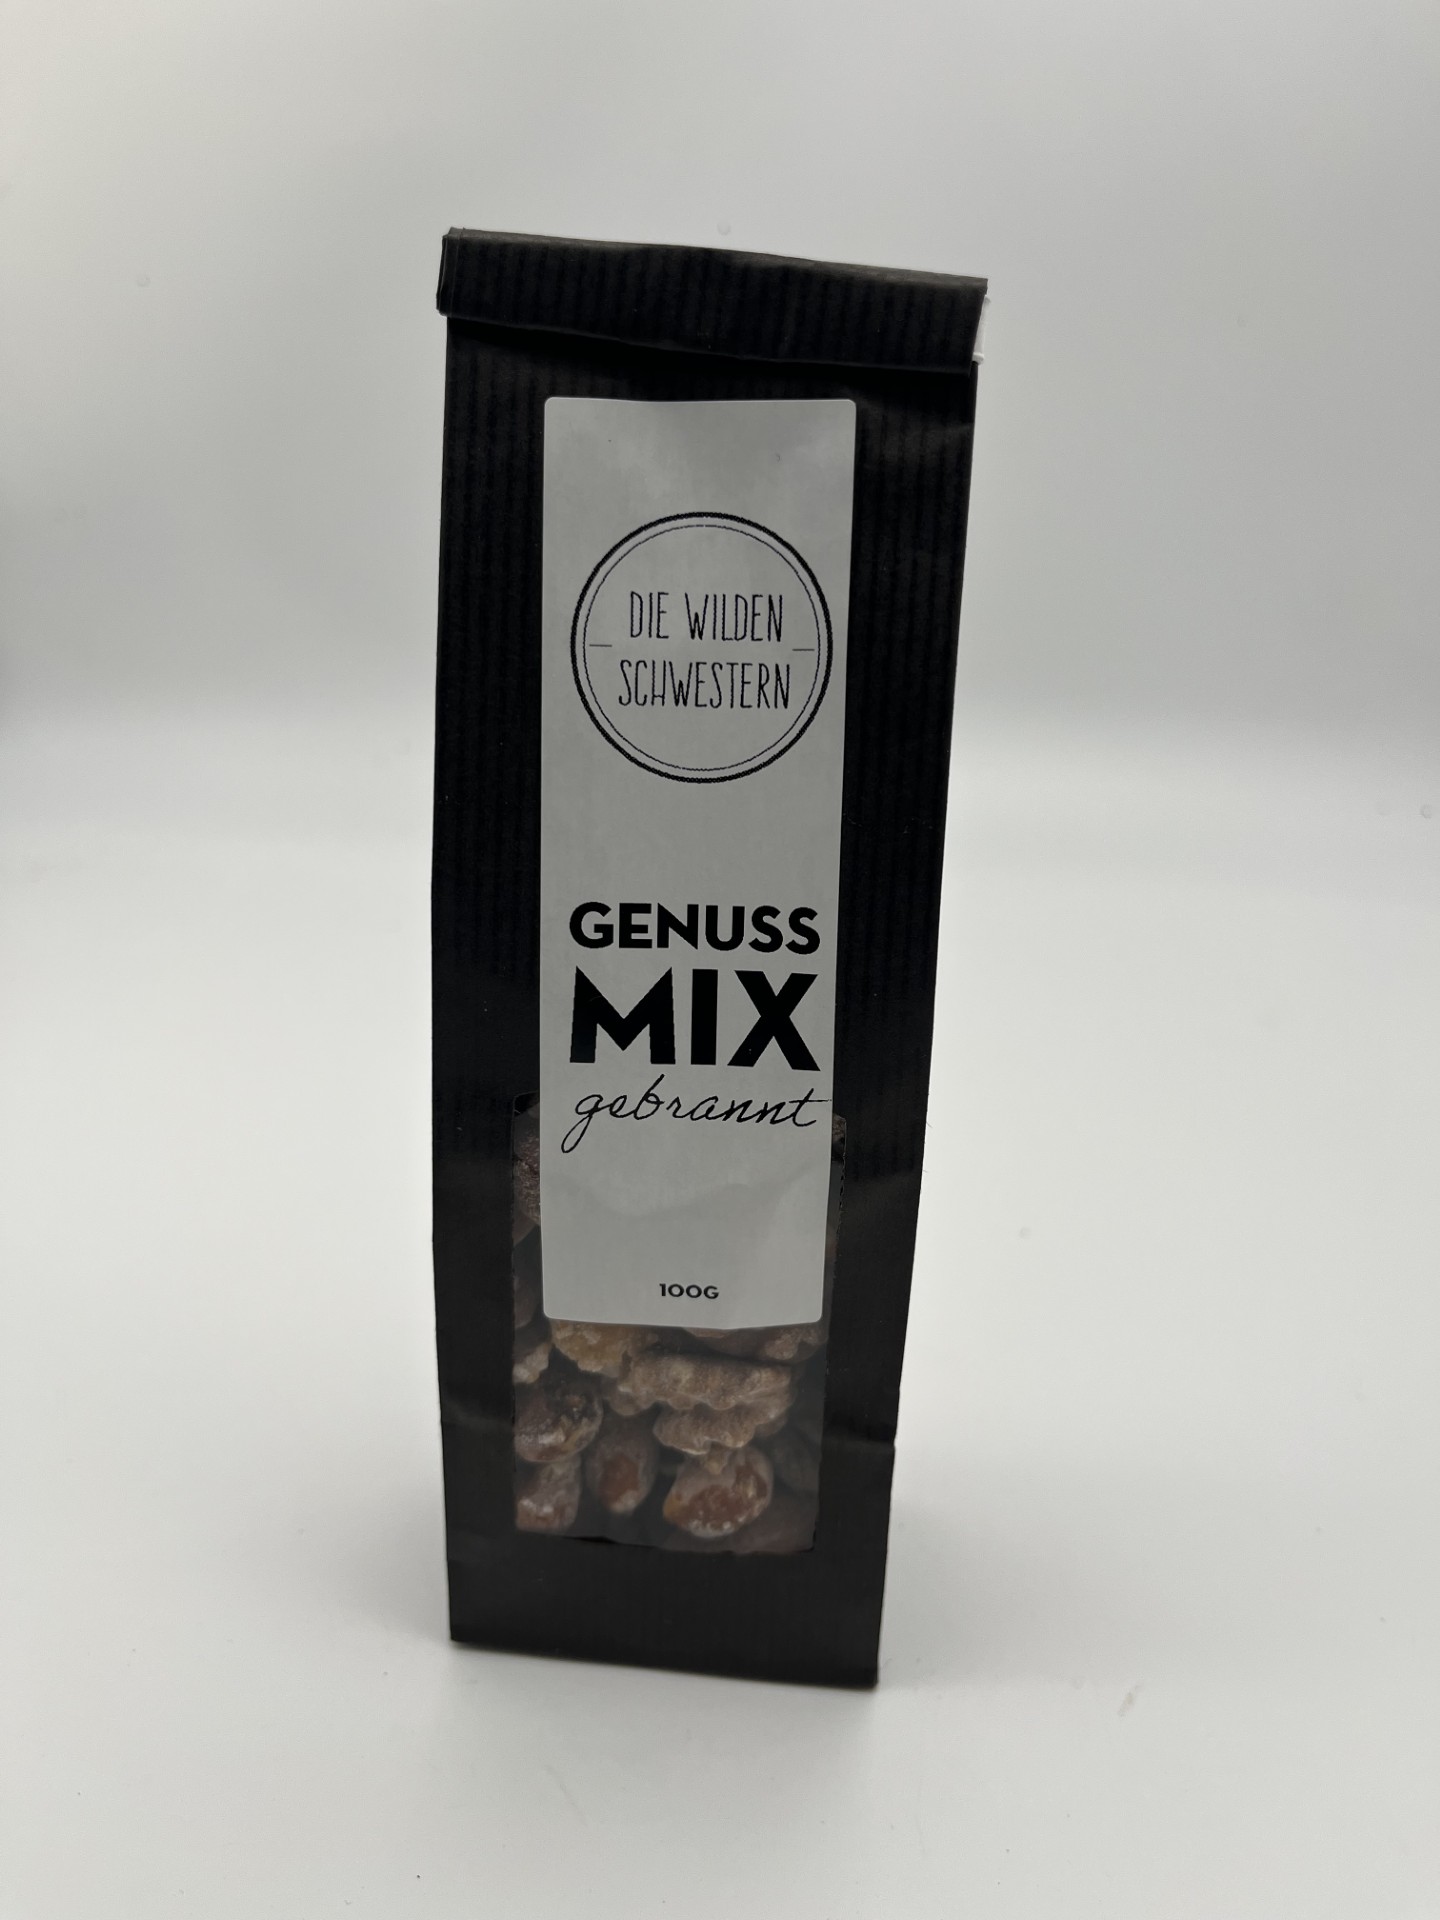 DIE WILDEN
SCHWESTERN
GENUSS
MIX
gebrannt
100G